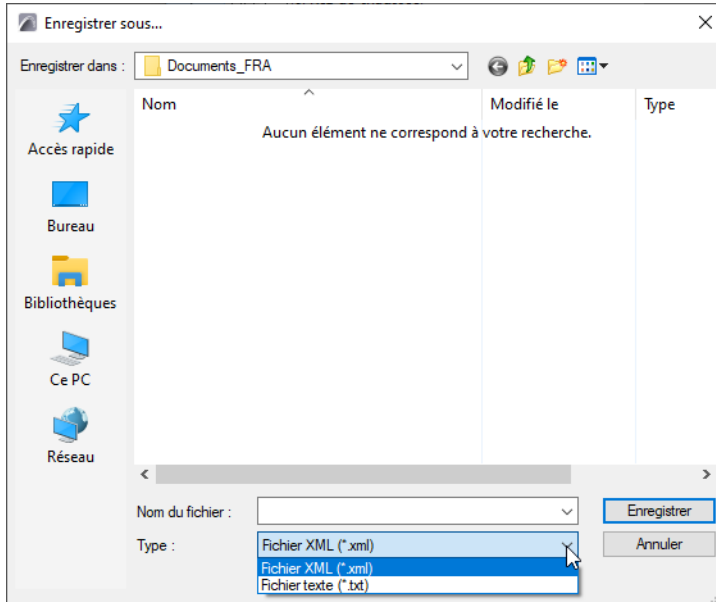 Enregistrer sous...
Enregistrer dans : Documents_FRA
Nom Modifié le Type
Aucun élément ne correspond à votre recherche.
Accès rapide
Bureau
Bibliothèques
Ce PC
Réseau
Nom du fichier : Enregistrer
Type : Fichier XML (*.xml) Annuler
Fichier XML (*.xml)
Fichier texte (*.txt)